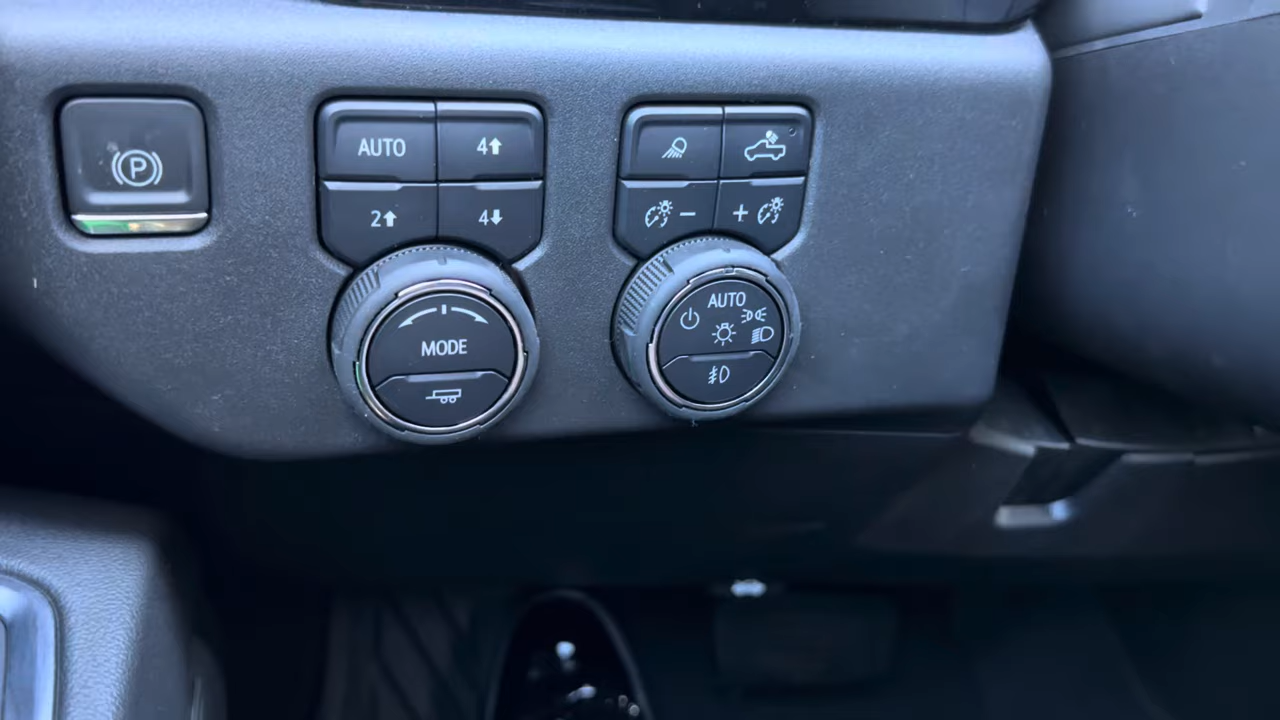 P
AUTO 4↑
2↑ 4↓
MODE
− +
AUTO